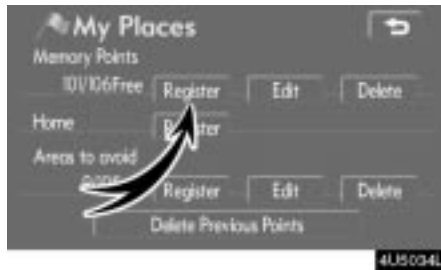 My Places
Memory Points
101/106Free Register Edit Delete
Home
Areas to avoid
Register Edit Delete
Delete Previous Points
4U5034L